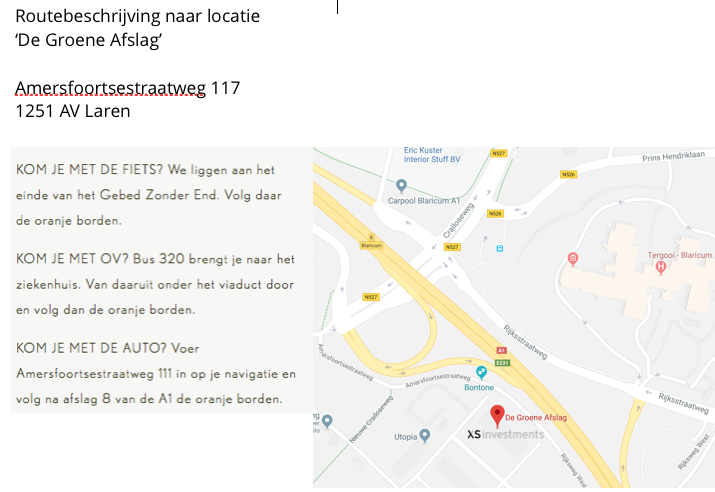 Routebeschrijving naar locatie
‘De Groene Afslag’
Amersfoortsestraatweg 117
1251 AV Laren
KOM JE MET DE FIETS? We liggen aan het
einde van het Gebed Zonder End. Volg daar
de oranje borden.
KOM JE MET OV? Bus 320 brengt je naar het
ziekenhuis. Van daaruit onder het viaduct door
en volg dan de oranje borden.
KOM JE MET DE AUTO? Voer
Amersfoortsestraatweg 111 in op je navigatie en
volg na afslag 8 van de A1 de oranje borden.
Eric Kuster
Interior Stuff BV
N527
Prins Hendriklaan
N526
Carpool Blaricum A1
N526
Crailoseweg
8
Blaricum
N527
Tergooi - Blaricum
N527
Rijksstraatweg
Amersfoortsestraatweg
A1
E231
Amersfoortsestraatweg
Bontone
Rijksstraatweg
De Groene Afslag
Nieuwe Crailoseweg
Utopia
XSinvestments
Rijksweg West
Rijksweg West